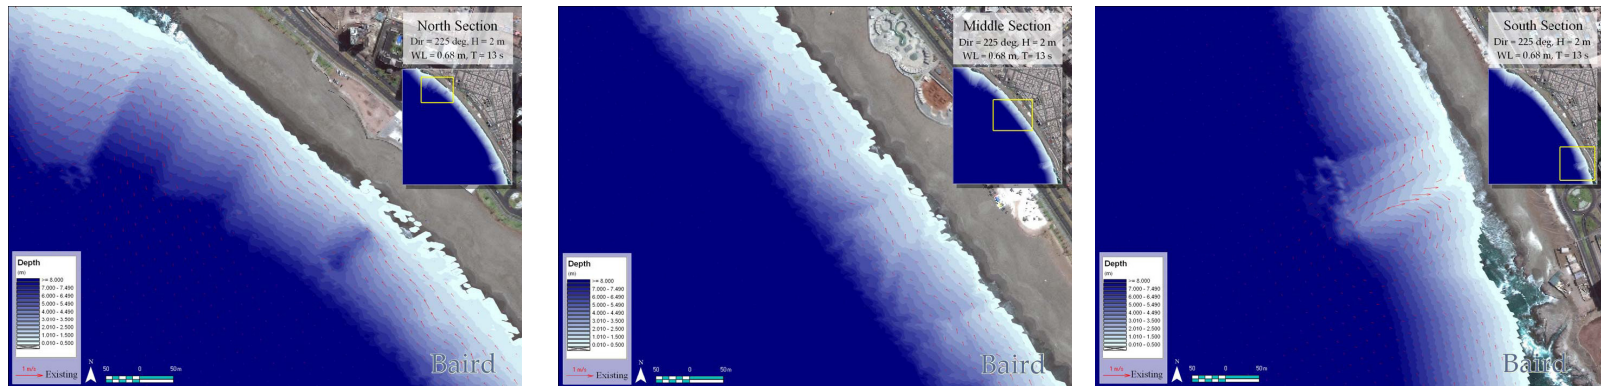 North Section
Dir = 225 deg, H = 2 m
WL = 0.68 m, T = 13 s
Depth
(m)
>= 8.000
7.000 - 7.490
6.000 - 6.490
5.000 - 5.490
4.000 - 4.490
3.010 - 3.500
2.010 - 2.500
1.010 - 1.500
0.010 - 0.500
1 m/s
Existing
N
50 0 50 m
Baird
Middle Section
Dir = 225 deg, H = 2 m
WL = 0.68 m, T= 13 s
Depth
(m)
>= 8.000
7.000 - 7.490
6.000 - 6.490
5.000 - 5.490
4.000 - 4.490
3.010 - 3.500
2.010 - 2.500
1.010 - 1.500
0.010 - 0.500
1 m/s
Existing
N
50 0 50 m
Baird
South Section
Dir = 225 deg, H = 2 m
WL = 0.68 m, T = 13 s
Depth
(m)
>= 8.000
7.000 - 7.490
6.000 - 6.490
5.000 - 5.490
4.000 - 4.490
3.010 - 3.500
2.010 - 2.500
1.010 - 1.500
0.010 - 0.500
1 m/s
Existing
N
50 0 50 m
Baird